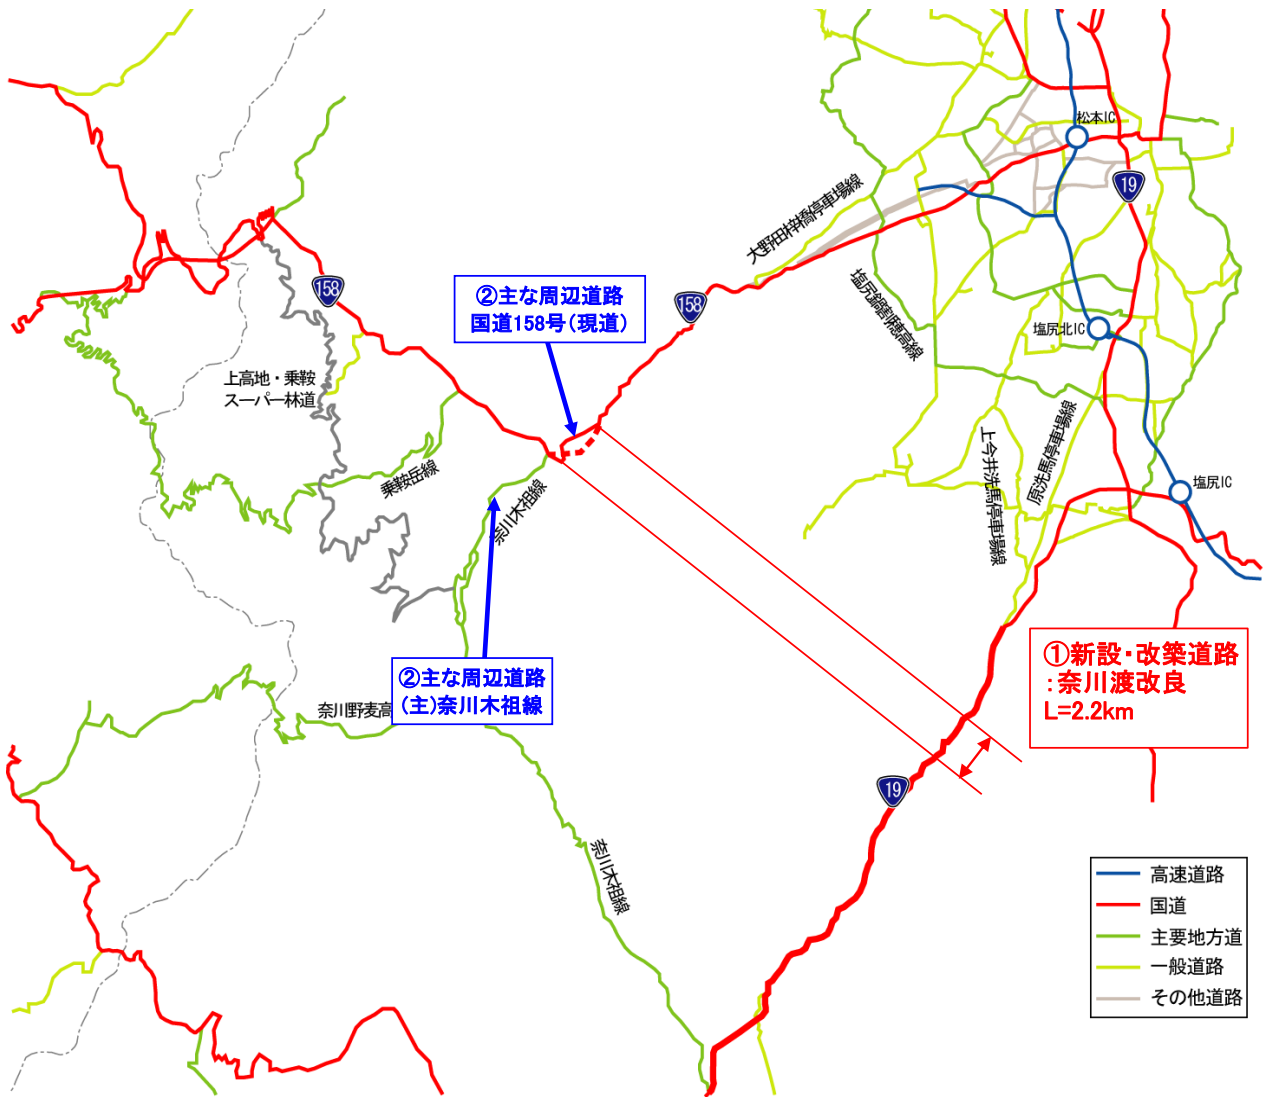 松本IC
19
大野田梓橋停車場線
158
②主な周辺道路
国道158号(現道)
158
塩尻鍋割穂高線
塩尻北IC
上高地・乗鞍
スーパー林道
乗鞍岳線
奈川木祖線
上今井洗馬停車場線
原洗馬停車場線
塩尻IC
②主な周辺道路
(主)奈川木祖線
奈川野麦高
①新設・改築道路
:奈川渡改良
L=2.2km
19
奈川木祖線
高速道路
国道
主要地方道
一般道路
その他道路